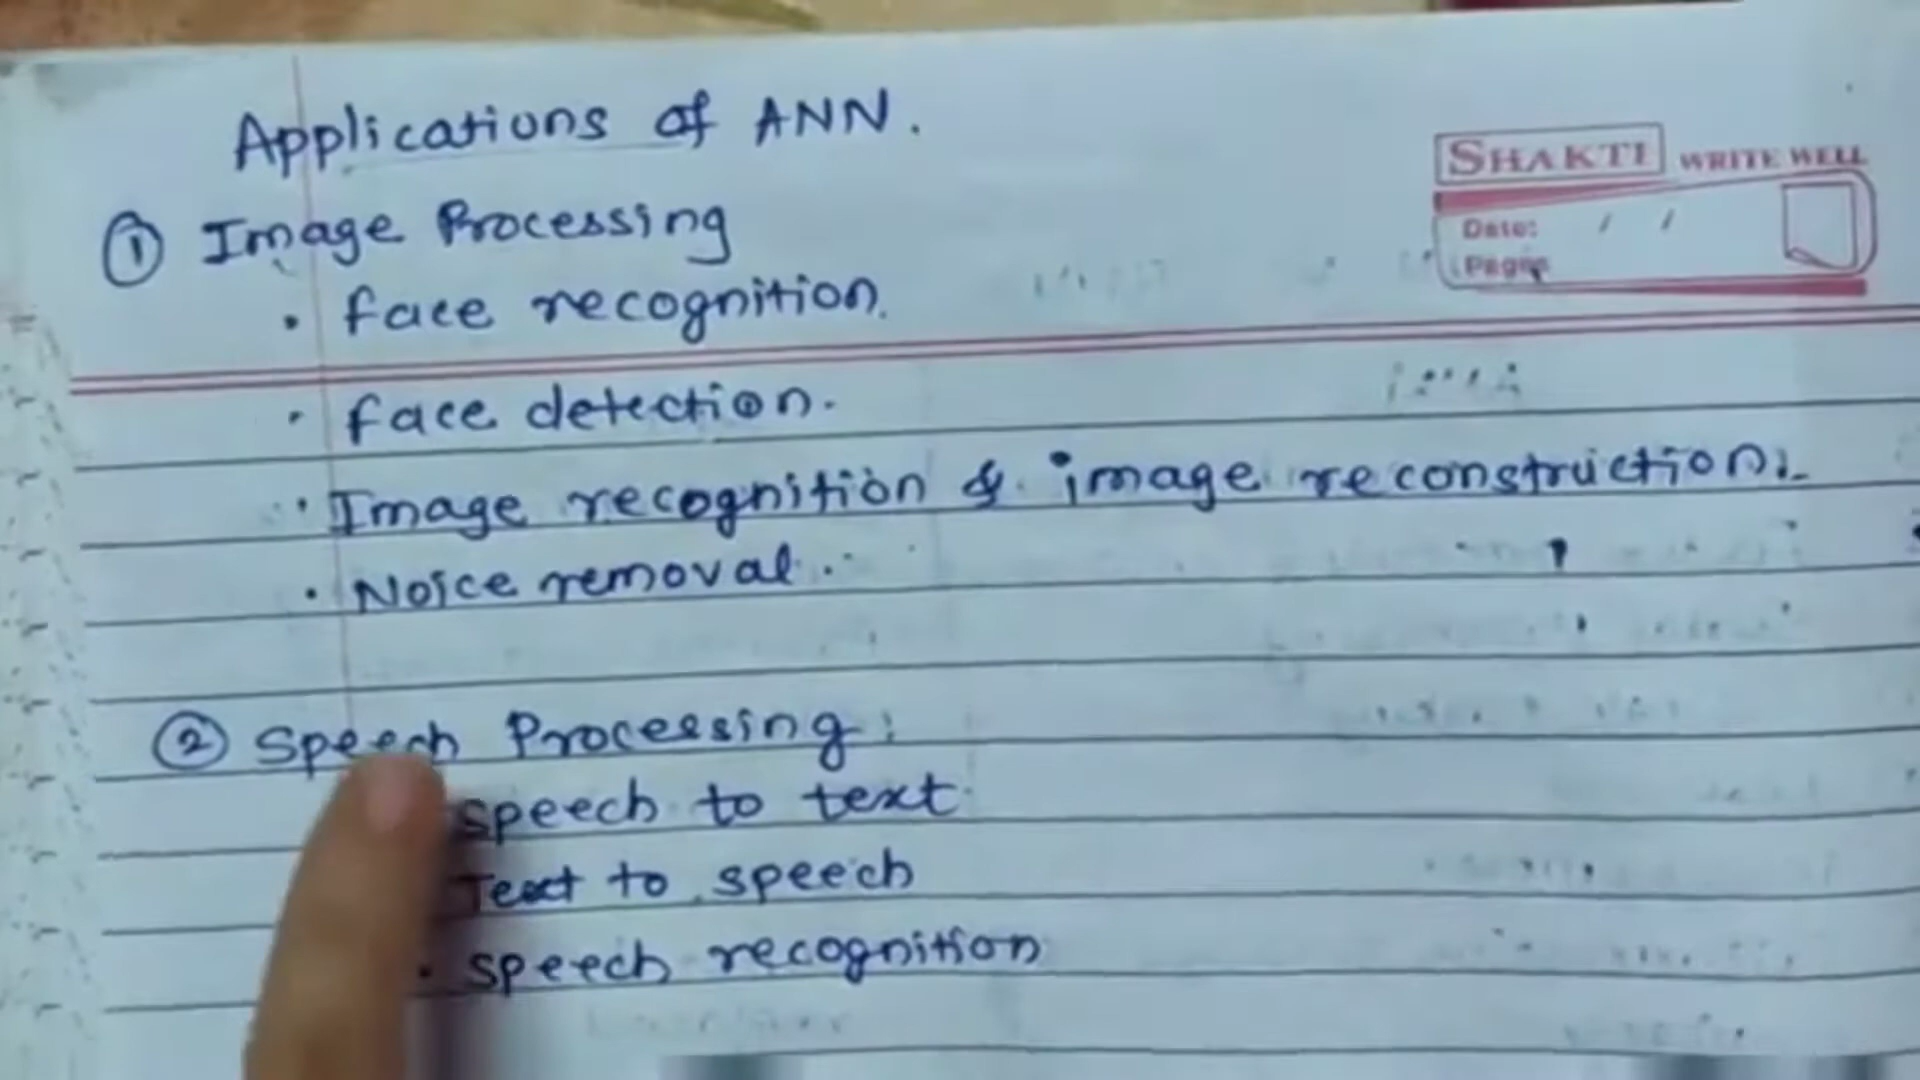 Applications of ANN.
SHAKTI WRITE WELL
Date: / /
Page:
① Image Processing
• face recognition.
• face detection.
• Image recognition & image reconstruction.
• Noice removal.
② Speech Processing:
speech to text
Text to speech
• speech recognition